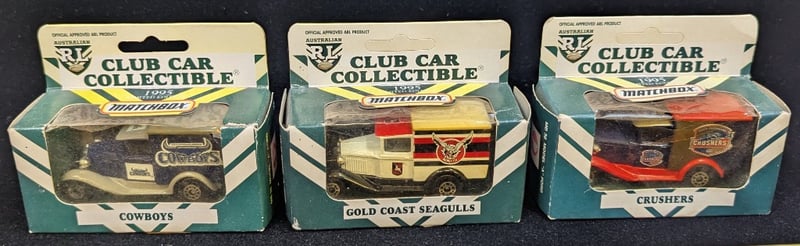 OFFICIAL APPROVED ARL PRODUCT
AUSTRALIAN
RL
CLUB CAR
COLLECTIBLE
1995
MATCHBOX
COWBOYS
COWBOYS
OFFICIAL APPROVED ARL PRODUCT
AUSTRALIAN
RL
CLUB CAR
COLLECTIBLE®
1995
MATCHBOX
GOLD COAST SEAGULLS
OFFICIAL APPROVED ARL PRODUCT
AUSTRALIAN
RL
CLUB CAR
COLLECTIBLE®
1995
MATCHBOX
CRUSHERS
CRUSHERS